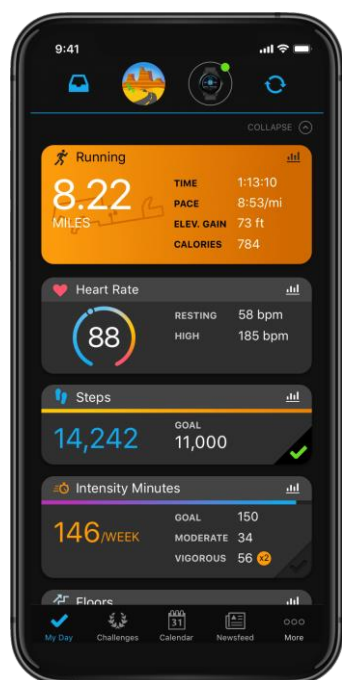 9:41
COLLAPSE
Running
8.22
MILES
TIME 1:13:10
PACE 8:53/mi
ELEV. GAIN 73 ft
CALORIES 784
Heart Rate
88
RESTING 58 bpm
HIGH 185 bpm
Steps
14,242
GOAL
11,000
Intensity Minutes
146/WEEK
GOAL 150
MODERATE 34
VIGOROUS 56 x2
Floors
31
My Day Challenges Calendar Newsfeed More